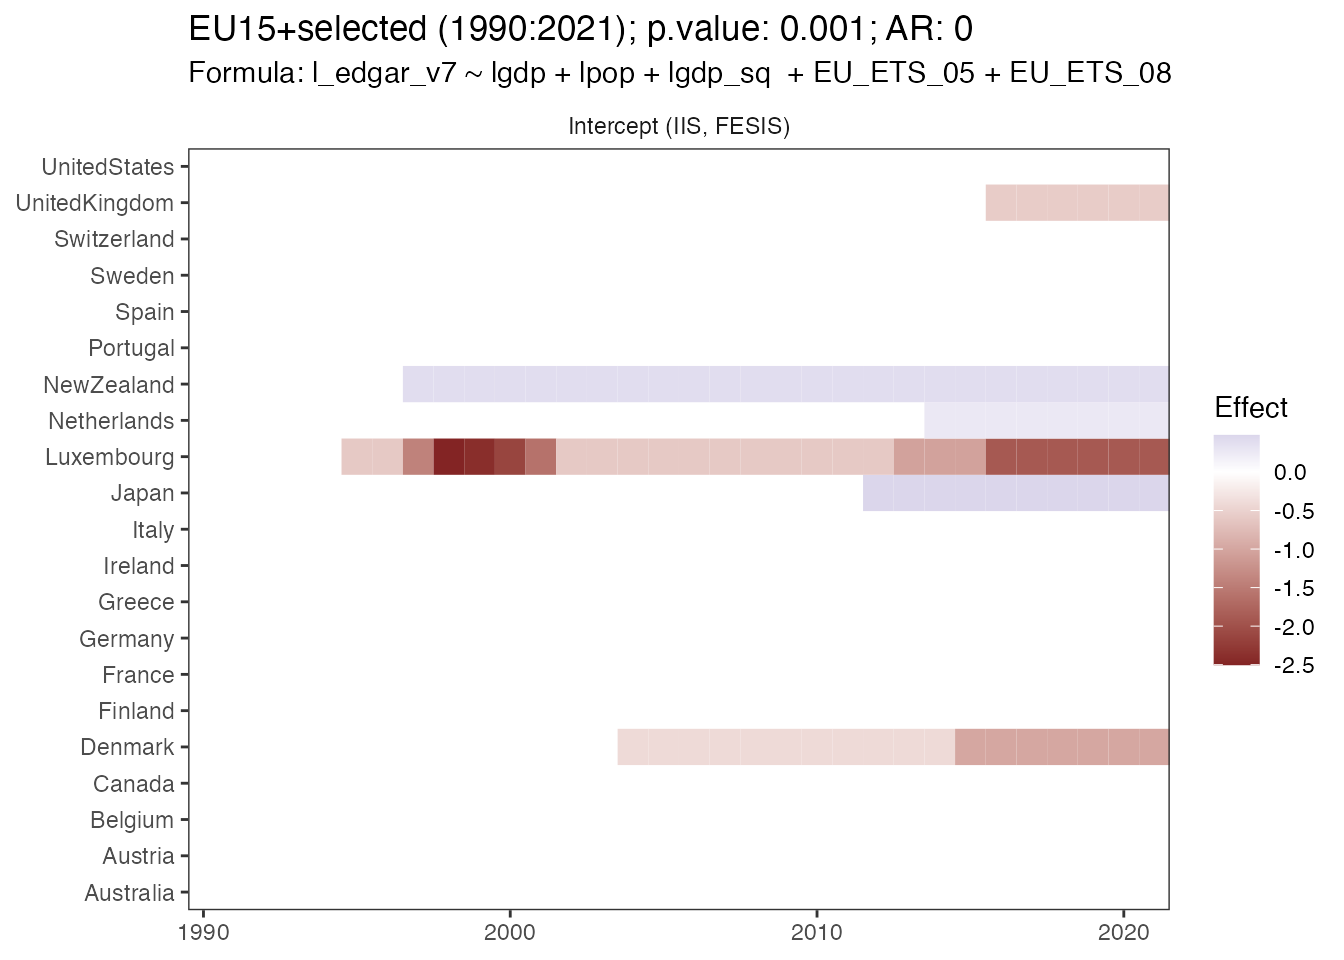 EU15+selected (1990:2021); p.value: 0.001; AR: 0
Formula: l_edgar_v7 ~ lgdp + lpop + lgdp_sq  + EU_ETS_05 + EU_ETS_08
Intercept (IIS, FESIS)
UnitedStates
UnitedKingdom
Switzerland
Sweden
Spain
Portugal
NewZealand
Netherlands
Luxembourg
Japan
Italy
Ireland
Greece
Germany
France
Finland
Denmark
Canada
Belgium
Austria
Australia
1990 2000 2010 2020
Effect
0.0
-0.5
-1.0
-1.5
-2.0
-2.5